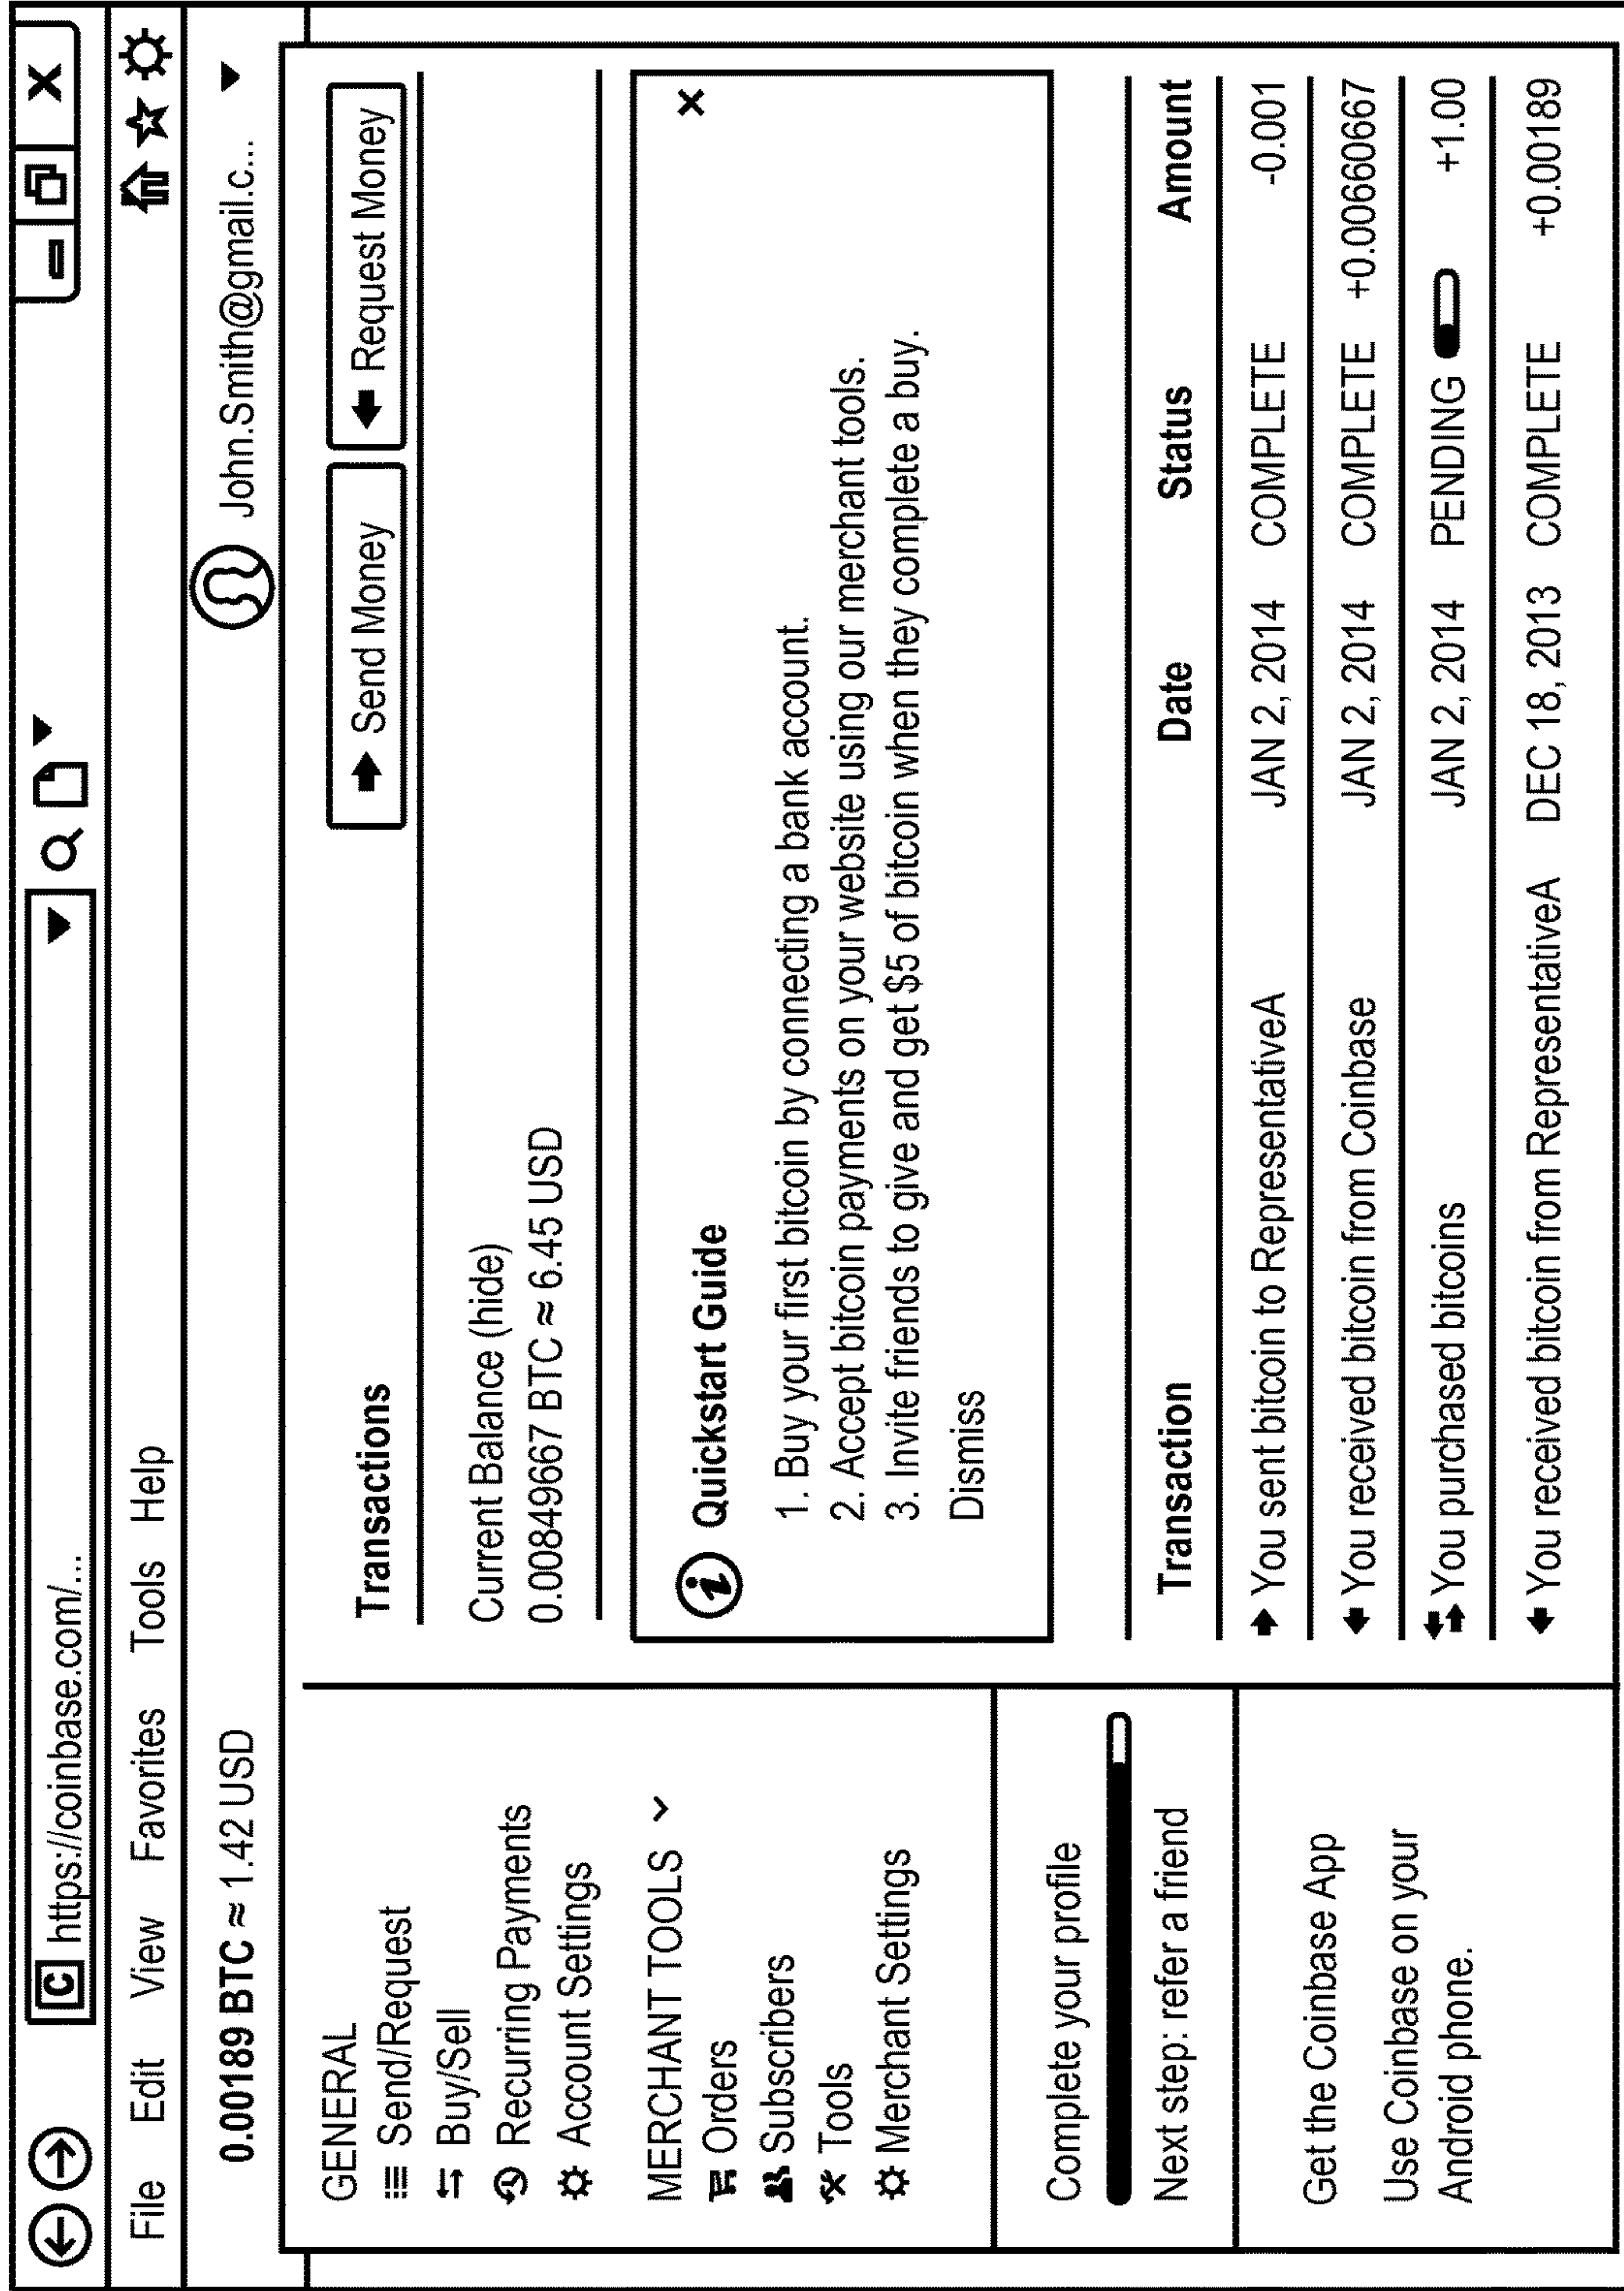 C https://coinbase.com/...
X
File Edit View Favorites Tools Help
0.00189 BTC ≈ 1.42 USD
John.Smith@gmail.c...
GENERAL
Send/Request
Buy/Sell
Recurring Payments
Account Settings
MERCHANT TOOLS
Orders
Subscribers
Tools
Merchant Settings
Complete your profile
Next step: refer a friend
Get the Coinbase App
Use Coinbase on your
Android phone.
Transactions
Send Money
Request Money
Current Balance (hide)
0.00849667 BTC ≈ 6.45 USD
i Quickstart Guide
1. Buy your first bitcoin by connecting a bank account.
2. Accept bitcoin payments on your website using our merchant tools.
3. Invite friends to give and get $5 of bitcoin when they complete a buy.
Dismiss
Transaction Date Status Amount
You sent bitcoin to RepresentativeA JAN 2, 2014 COMPLETE -0.001
You received bitcoin from Coinbase JAN 2, 2014 COMPLETE +0.00660667
You purchased bitcoins JAN 2, 2014 PENDING +1.00
You received bitcoin from RepresentativeA DEC 18, 2013 COMPLETE +0.00189